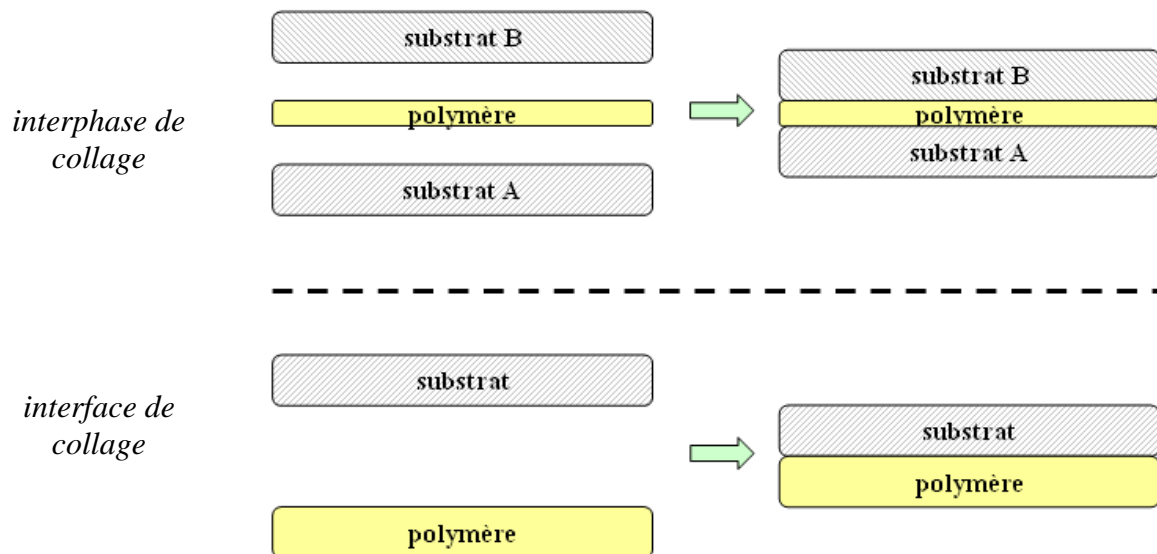 substrat B
interphase de
collage
polymère
substrat A
substrat B
polymère
substrat A
interface de
collage
substrat
polymère
substrat
polymère